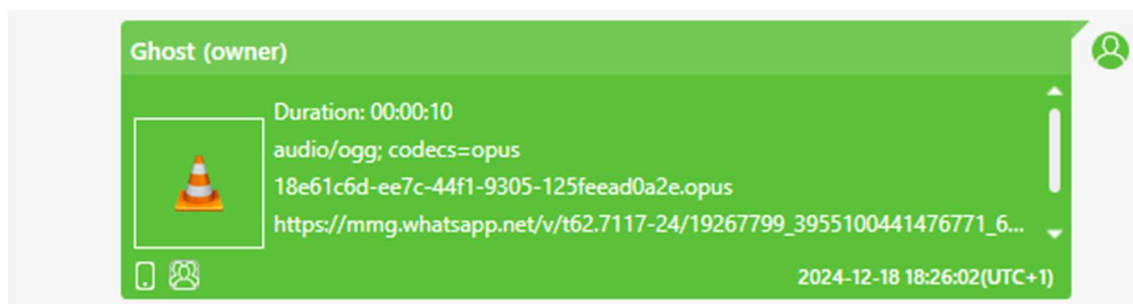 Ghost (owner)
Duration: 00:00:10
audio/ogg; codecs=opus
18e61c6d-ee7c-44f1-9305-125feead0a2e.opus
https://mmg.whatsapp.net/v/t62.7117-24/19267799_3955100441476771_6...
2024-12-18 18:26:02(UTC+1)